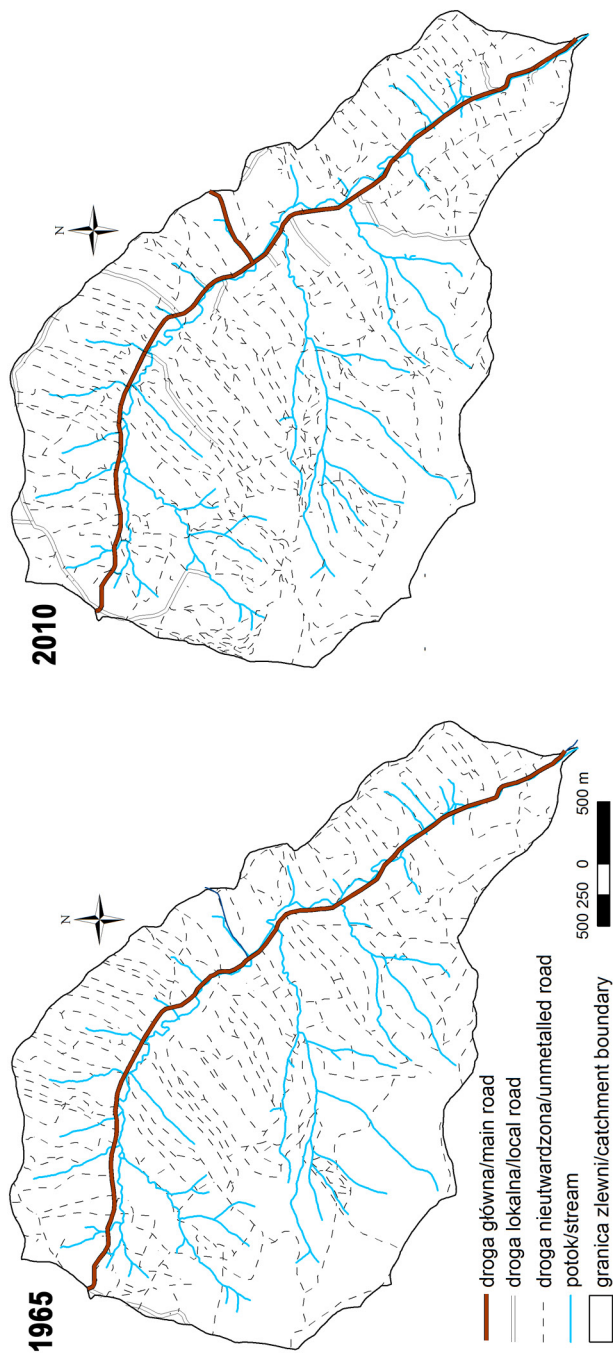 1965
N
2010
N
droga główna/main road
droga lokalna/local road
droga nieutwardzona/unmetalled road
potok/stream
granica zlewni/catchment boundary
500 250 0 500 m